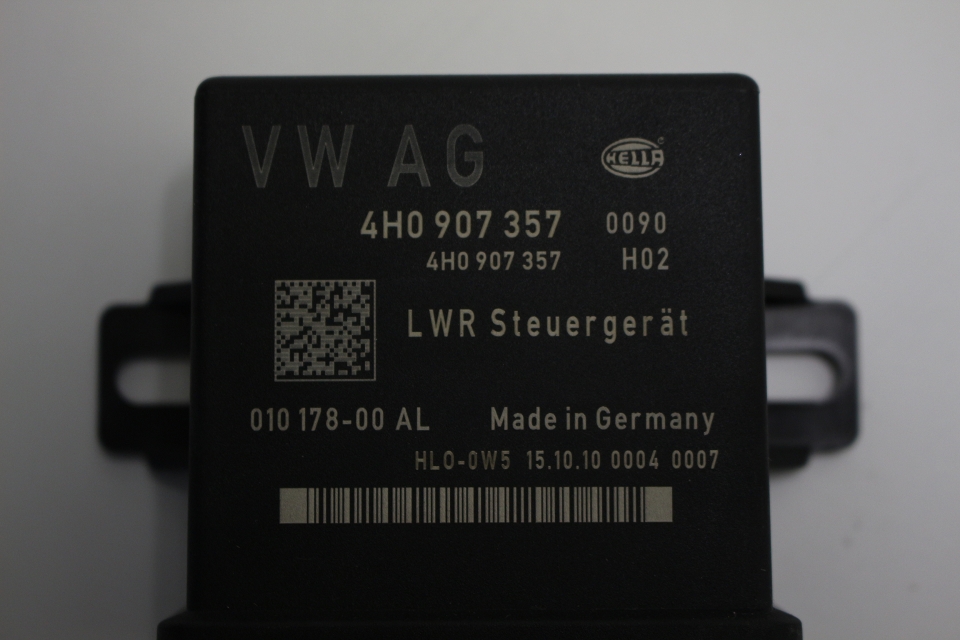 VW AG
HELLA
4H0 907 357 0090
4H0 907 357 H02
LWR Steuergerät
010 178-00 AL Made in Germany
HLO-0W5 15.10.10 0004 0007